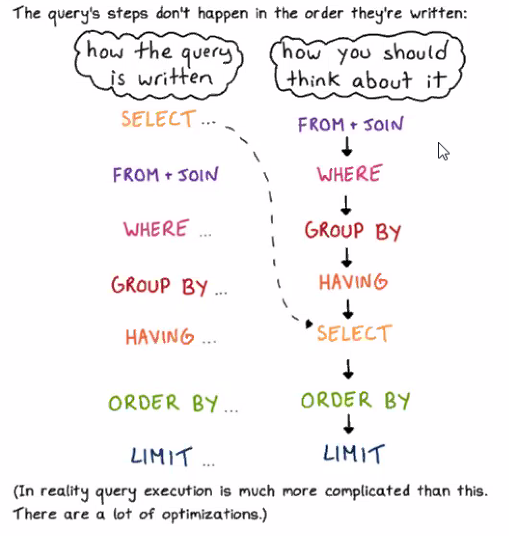 The query's steps don't happen in the order they're written:
how the query
is written
how you should
think about it
SELECT ...
FROM + JOIN
WHERE ...
GROUP BY ...
HAVING ...
ORDER BY ...
LIMIT ...
FROM + JOIN
WHERE
GROUP BY
HAVING
SELECT
ORDER BY
LIMIT
(In reality query execution is much more complicated than this.
There are a lot of optimizations.)